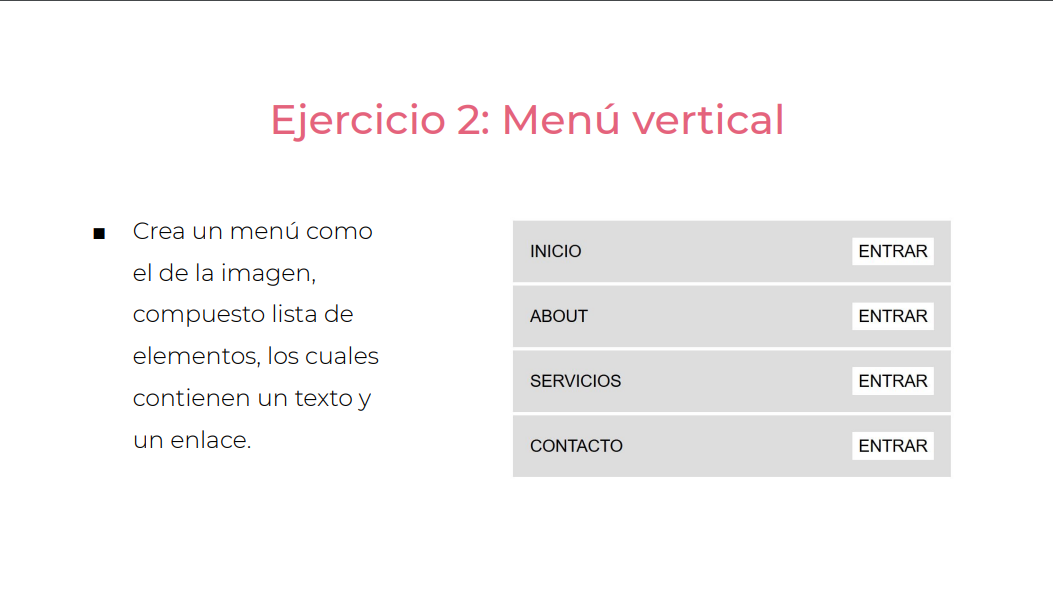 Ejercicio 2: Menú vertical
■ Crea un menú como
el de la imagen,
compuesto lista de
elementos, los cuales
contienen un texto y
un enlace.
INICIO ENTRAR
ABOUT ENTRAR
SERVICIOS ENTRAR
CONTACTO ENTRAR